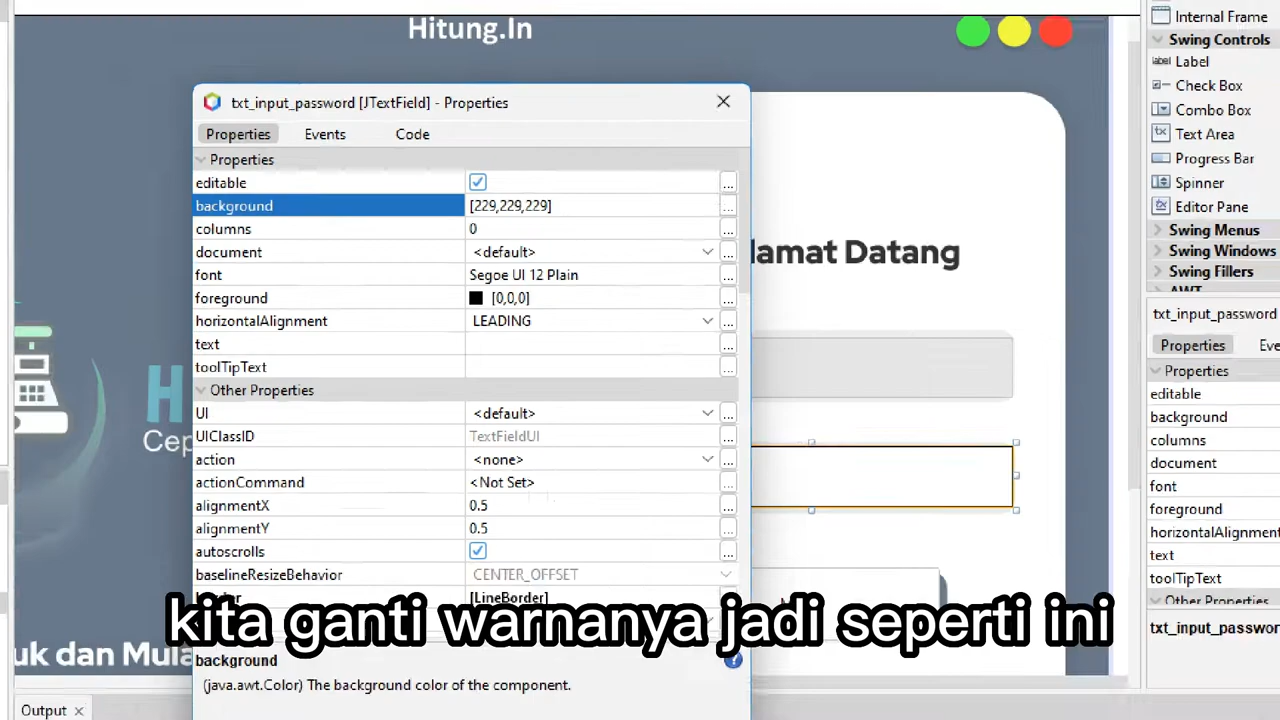 Hitung.In
txt_input_password [JTextField] - Properties
Properties
Events
Code
Properties
editable
...
background
[229,229,229]
...
columns
0
...
document
<default>
...
font
Segoe UI 12 Plain
...
foreground
[0,0,0]
...
horizontalAlignment
LEADING
...
text
...
toolTipText
...
Other Properties
UI
<default>
...
UIClassID
TextFieldUI
...
action
<none>
...
actionCommand
<Not Set>
...
alignmentX
0.5
...
alignmentY
0.5
...
autoscrolls
...
baselineResizeBehavior
CENTER_OFFSET
[LineBorder]
kita ganti warnanya jadi seperti ini
background
(java.awt.Color) The background color of the component.
lamat Datang
H
Cep
uk dan Mula
Output
Internal Frame
Swing Controls
label Label
Check Box
Combo Box
Text Area
Progress Bar
Spinner
Editor Pane
Swing Menus
Swing Windows
Swing Fillers
AWT
txt_input_password
Properties
Eve
Properties
editable
background
columns
document
font
foreground
horizontalAlignment
text
toolTipText
Other Properties
txt_input_passwor